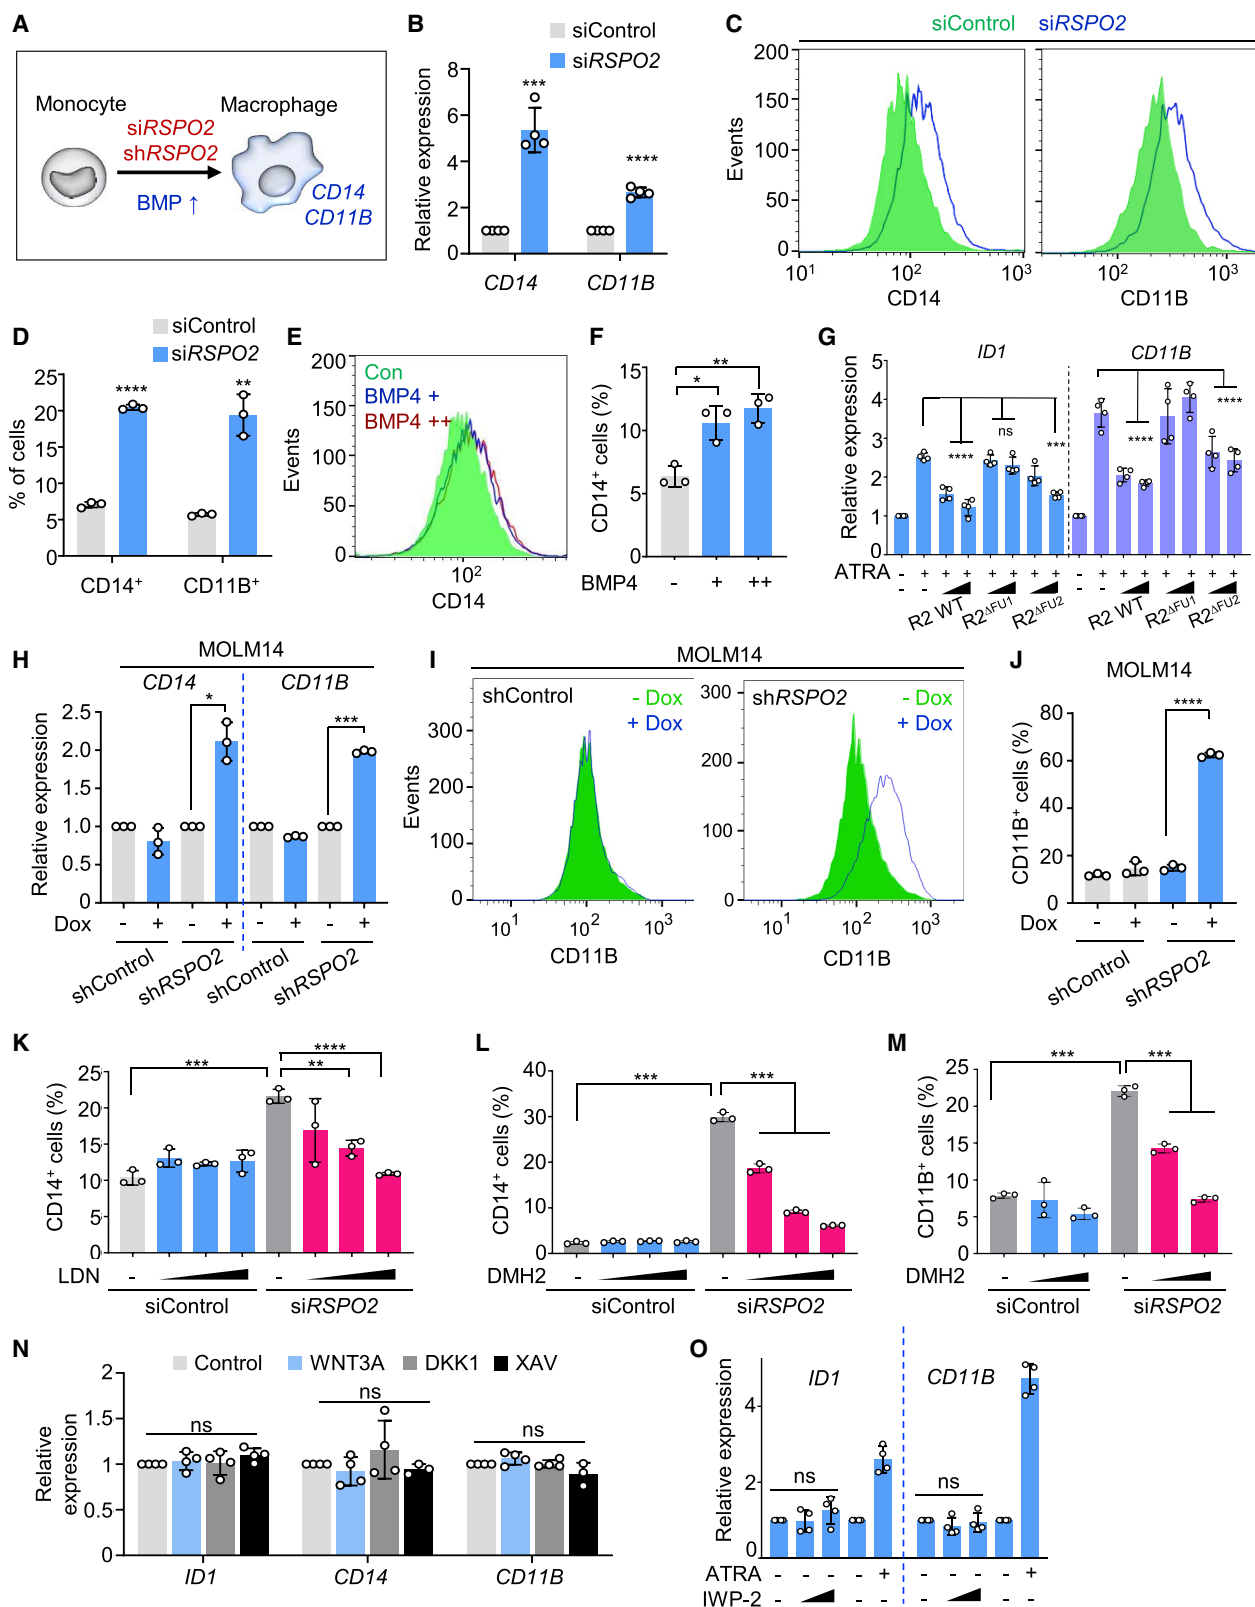 A
Monocyte Macrophage
siRSPO2
shRSPO2
BMP ↑
CD14
CD11B
B
siControl
siRSPO2
Relative expression
8
6
4
2
0
***
****
CD14 CD11B
C
siControl siRSPO2
Events
200
150
100
50
0
10¹ 10² 10³
CD14
10² 10³
CD11B
D
siControl
siRSPO2
% of cells
25
20
15
10
5
0
****
**
CD14⁺ CD11B⁺
E
Con
BMP4 +
BMP4 ++
Events
200
150
100
50
0
10²
CD14
F
CD14⁺ cells (%)
15
10
5
0
*
**
- + ++
BMP4
G
ID1 CD11B
Relative expression
5
4
3
2
1
0
****
ns
***
****
****
ATRA - + + + + + + + - + + + + + + +
- - - -
R2 WT R2ΔFU1 R2ΔFU2 R2 WT R2ΔFU1 R2ΔFU2
H
MOLM14
CD14 CD11B
Relative expression
2.5
2.0
1.5
1.0
0.5
0
*
***
Dox - + - + - + - +
shControl shRSPO2 shControl shRSPO2
I
MOLM14
shControl
- Dox
+ Dox
Events
300
200
100
0
10¹ 10² 10³
CD11B
shRSPO2
- Dox
+ Dox
300
200
100
0
10¹ 10² 10³
CD11B
J
MOLM14
CD11B⁺ cells (%)
80
60
40
20
0
****
Dox - + - +
shControl shRSPO2
K
CD14⁺ cells (%)
25
20
15
10
5
0
***
****
**
LDN - -
siControl siRSPO2
L
CD14⁺ cells (%)
40
30
20
10
0
***
***
DMH2 - -
siControl siRSPO2
M
CD11B⁺ cells (%)
25
20
15
10
5
0
***
***
DMH2 - -
siControl siRSPO2
N
Control WNT3A DKK1 XAV
Relative
expression
2
1.5
1
0.5
0
ns
ns
ns
ID1 CD14 CD11B
O
ID1 CD11B
Relative expression
4
2
0
ns
ns
ATRA - - - - + - - - - +
IWP-2 - - - - - -